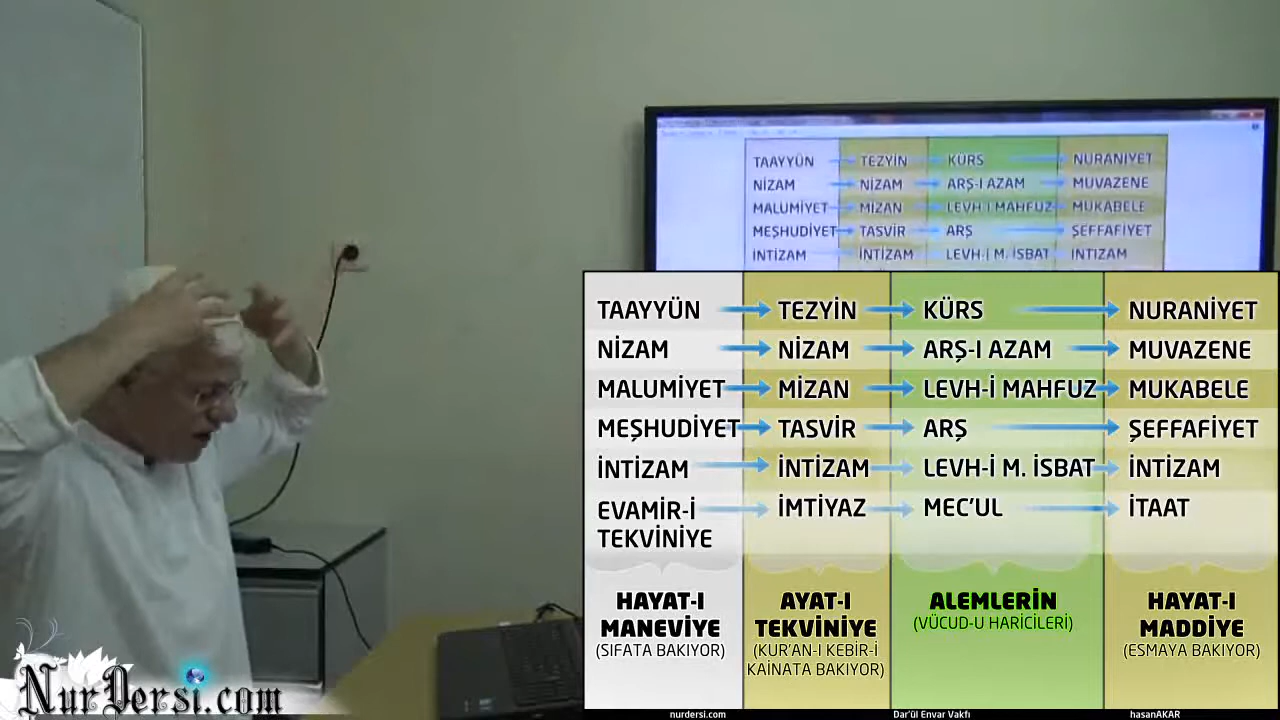 TAAYYÜN TEZYİN KÜRS NURANİYET
NİZAM NİZAM ARŞ-I AZAM MUVAZENE
MALUMİYET MİZAN LEVH-İ MAHFUZ MUKABELE
MEŞHUDİYET TASVİR ARŞ ŞEFFAFİYET
İNTİZAM İNTİZAM LEVH-İ M. İSBAT İNTİZAM
TAAYYÜN TEZYİN KÜRS NURANİYET
NİZAM NİZAM ARŞ-I AZAM MUVAZENE
MALUMİYET MİZAN LEVH-İ MAHFUZ MUKABELE
MEŞHUDİYET TASVİR ARŞ ŞEFFAFİYET
İNTİZAM İNTİZAM LEVH-İ M. İSBAT İNTİZAM
EVAMİR-İ İMTİYAZ MEC'UL İTAAT
TEKVİNİYE
HAYAT-I
MANEVİYE
(SIFATA BAKIYOR)
AYAT-I
TEKVİNİYE
(KUR'AN-I KEBİR-İ
KAİNATA BAKIYOR)
ALEMLERİN
(VÜCUD-U HARİCİLERİ)
HAYAT-I
MADDİYE
(ESMAYA BAKIYOR)
NurDersi.com
nurdersi.com Dar'ül Envar Vakfı hasanAKAR